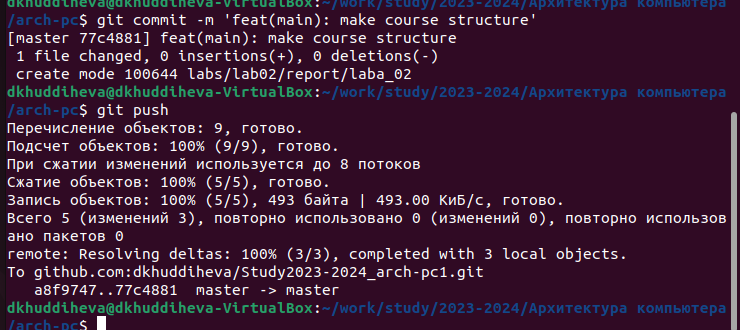 dkhuddiheva@dkhuddiheva-VirtualBox:~/work/study/2023-2024/Архитектура компьютера
/arch-pc$ git commit -m 'feat(main): make course structure'
[master 77c4881] feat(main): make course structure
 1 file changed, 0 insertions(+), 0 deletions(-)
 create mode 100644 labs/lab02/report/laba_02
dkhuddiheva@dkhuddiheva-VirtualBox:~/work/study/2023-2024/Архитектура компьютера
/arch-pc$ git push
Перечисление объектов: 9, готово.
Подсчет объектов: 100% (9/9), готово.
При сжатии изменений используется до 8 потоков
Сжатие объектов: 100% (5/5), готово.
Запись объектов: 100% (5/5), 493 байта | 493.00 КиБ/с, готово.
Всего 5 (изменений 3), повторно использовано 0 (изменений 0), повторно использов
ано пакетов 0
remote: Resolving deltas: 100% (3/3), completed with 3 local objects.
To github.com:dkhuddiheva/Study2023-2024_arch-pc1.git
   a8f9747..77c4881  master -> master
dkhuddiheva@dkhuddiheva-VirtualBox:~/work/study/2023-2024/Архитектура компьютера
/arch-pc$